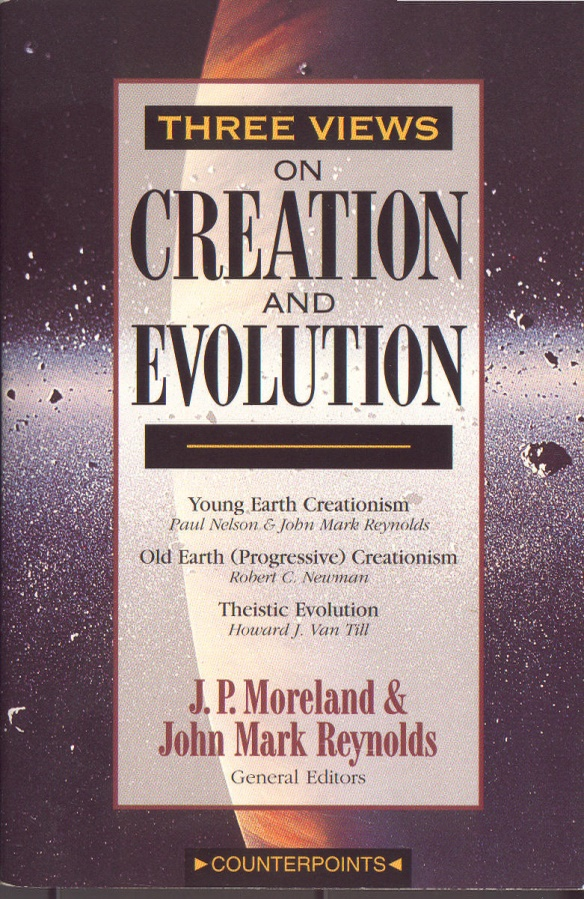 THREE VIEWS
ON
CREATION
AND
EVOLUTION
Young Earth Creationism
Paul Nelson & John Mark Reynolds
Old Earth (Progressive) Creationism
Robert C. Newman
Theistic Evolution
Howard J. Van Till
J. P. Moreland &
John Mark Reynolds
General Editors
►COUNTERPOINTS◄